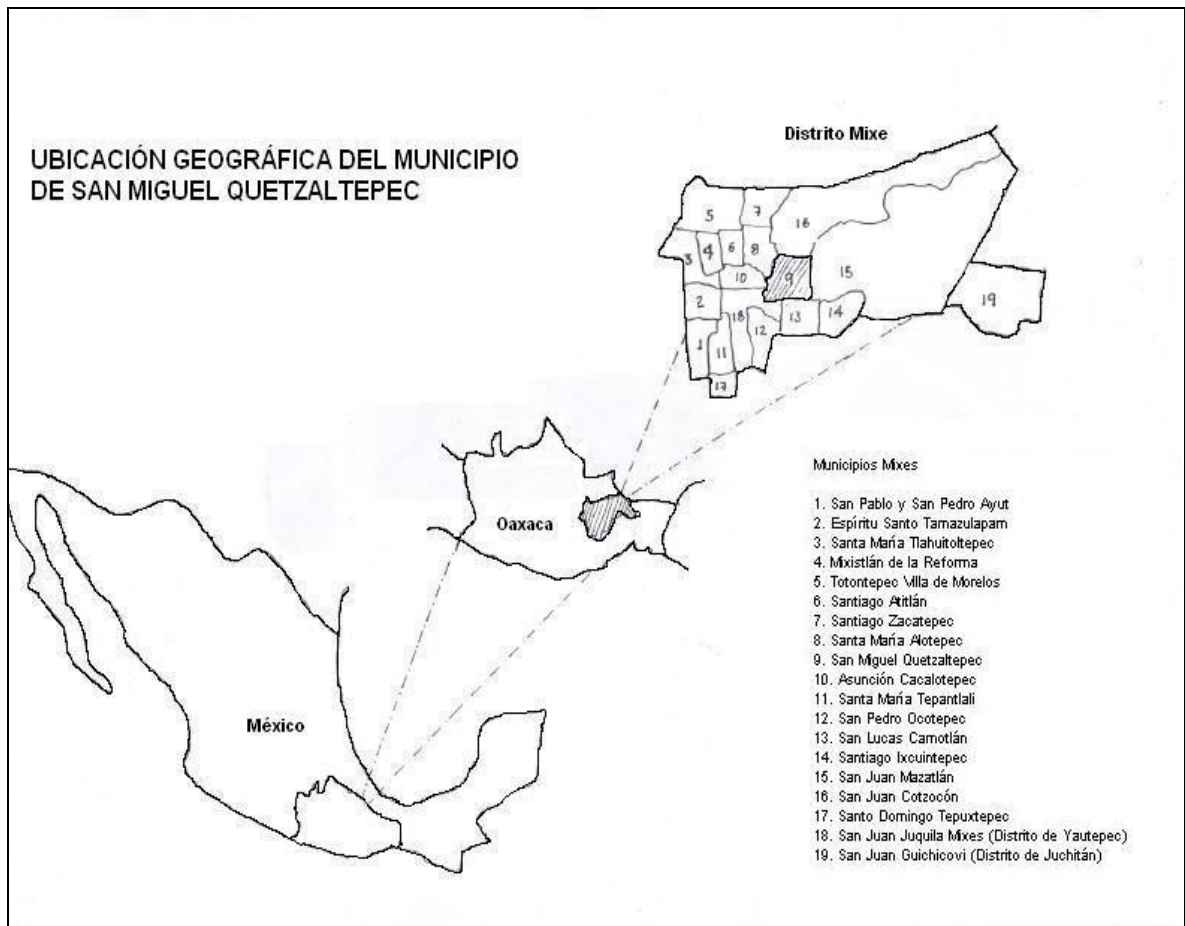 UBICACIÓN GEOGRÁFICA DEL MUNICIPIO
DE SAN MIGUEL QUETZALTEPEC
Distrito Mixe
5
7
16
3
4
6
8
10
9
15
19
2
18
12
13
14
1
11
17
Oaxaca
México
Municipios Mixes
1. San Pablo y San Pedro Ayut
2. Espíritu Santo Tamazulapam
3. Santa María Tlahuitoltepec
4. Mixistlán de la Reforma
5. Totontepec Villa de Morelos
6. Santiago Atitlán
7. Santiago Zacatepec
8. Santa María Alotepec
9. San Miguel Quetzaltepec
10. Asunción Cacalotepec
11. Santa María Tepantlali
12. San Pedro Ocotepec
13. San Lucas Camotlán
14. Santiago Ixcuintepec
15. San Juan Mazatlán
16. San Juan Cotzocón
17. Santo Domingo Tepuxtepec
18. San Juan Juquila Mixes (Distrito de Yautepec)
19. San Juan Guichicovi (Distrito de Juchitán)